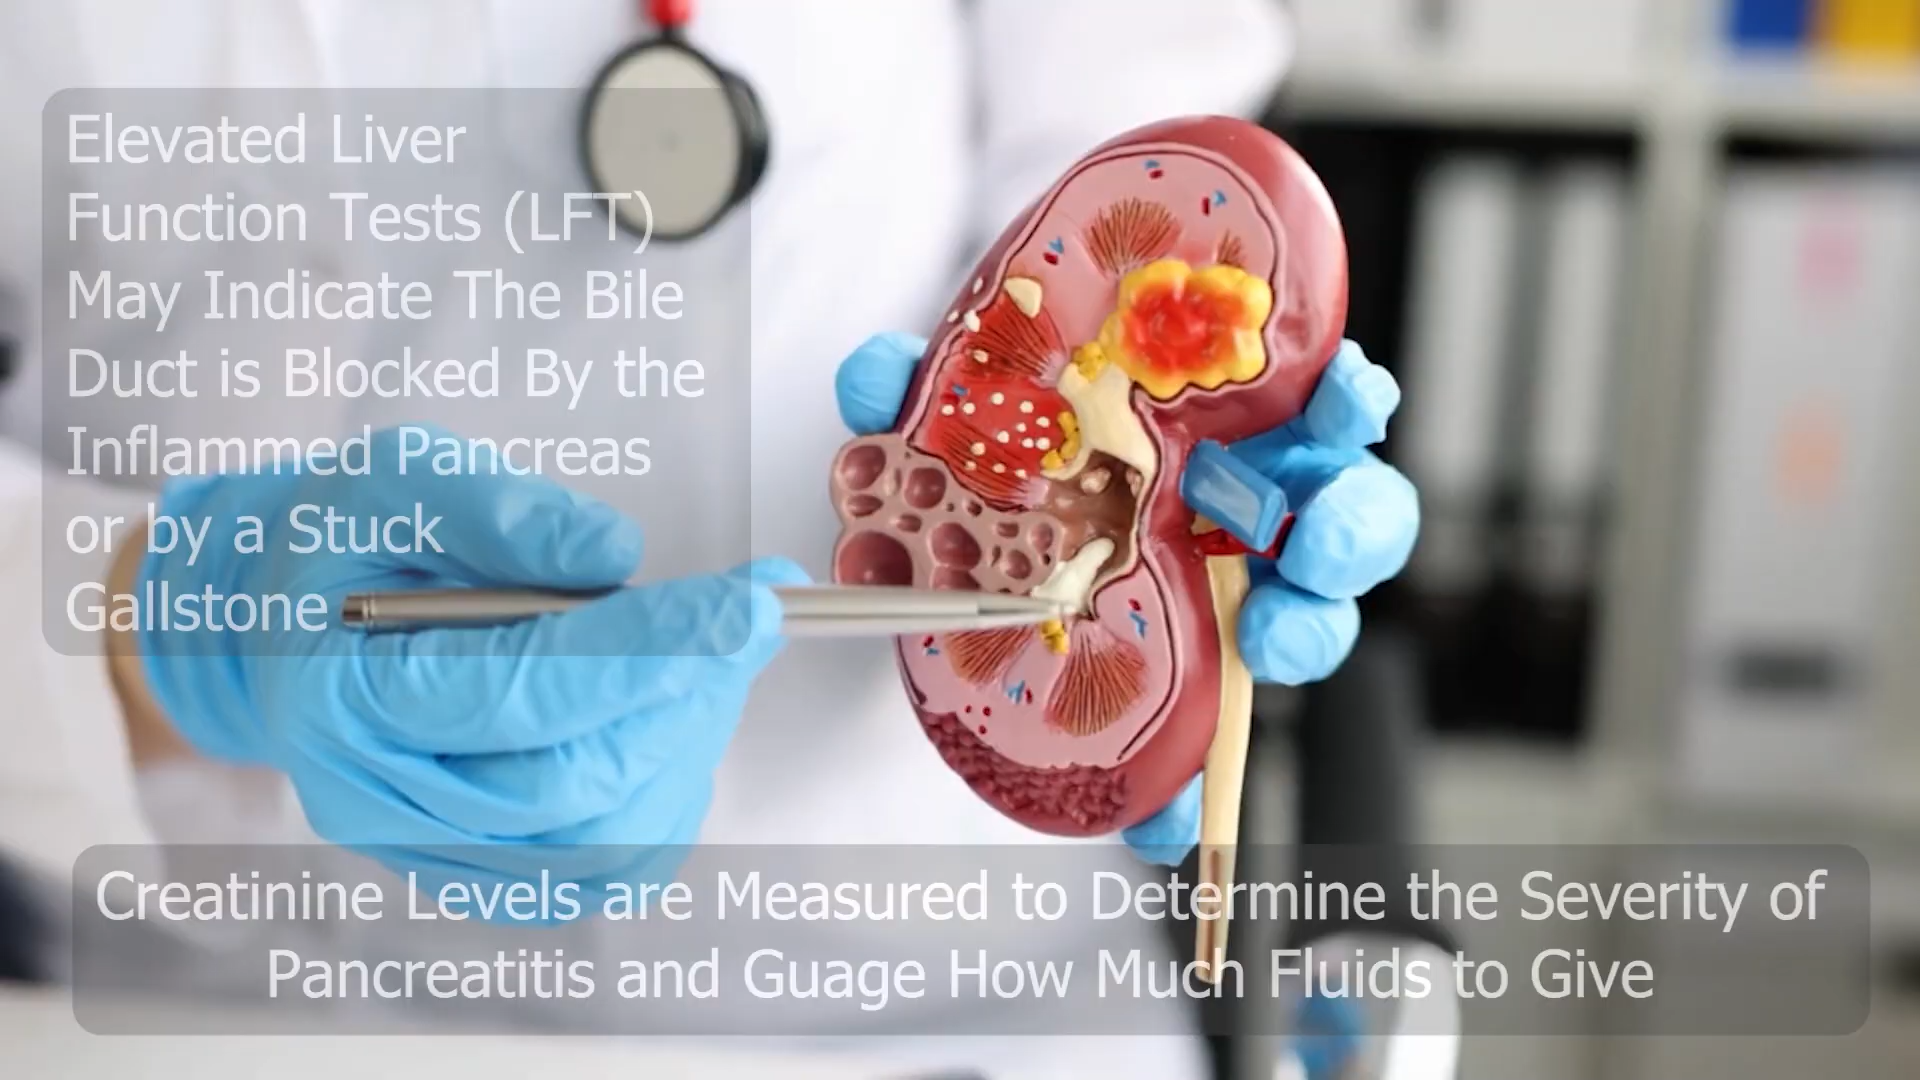 Elevated Liver
Function Tests (LFT)
May Indicate The Bile
Duct is Blocked By the
Inflammed Pancreas
or by a Stuck
Gallstone
Creatinine Levels are Measured to Determine the Severity of
Pancreatitis and Guage How Much Fluids to Give